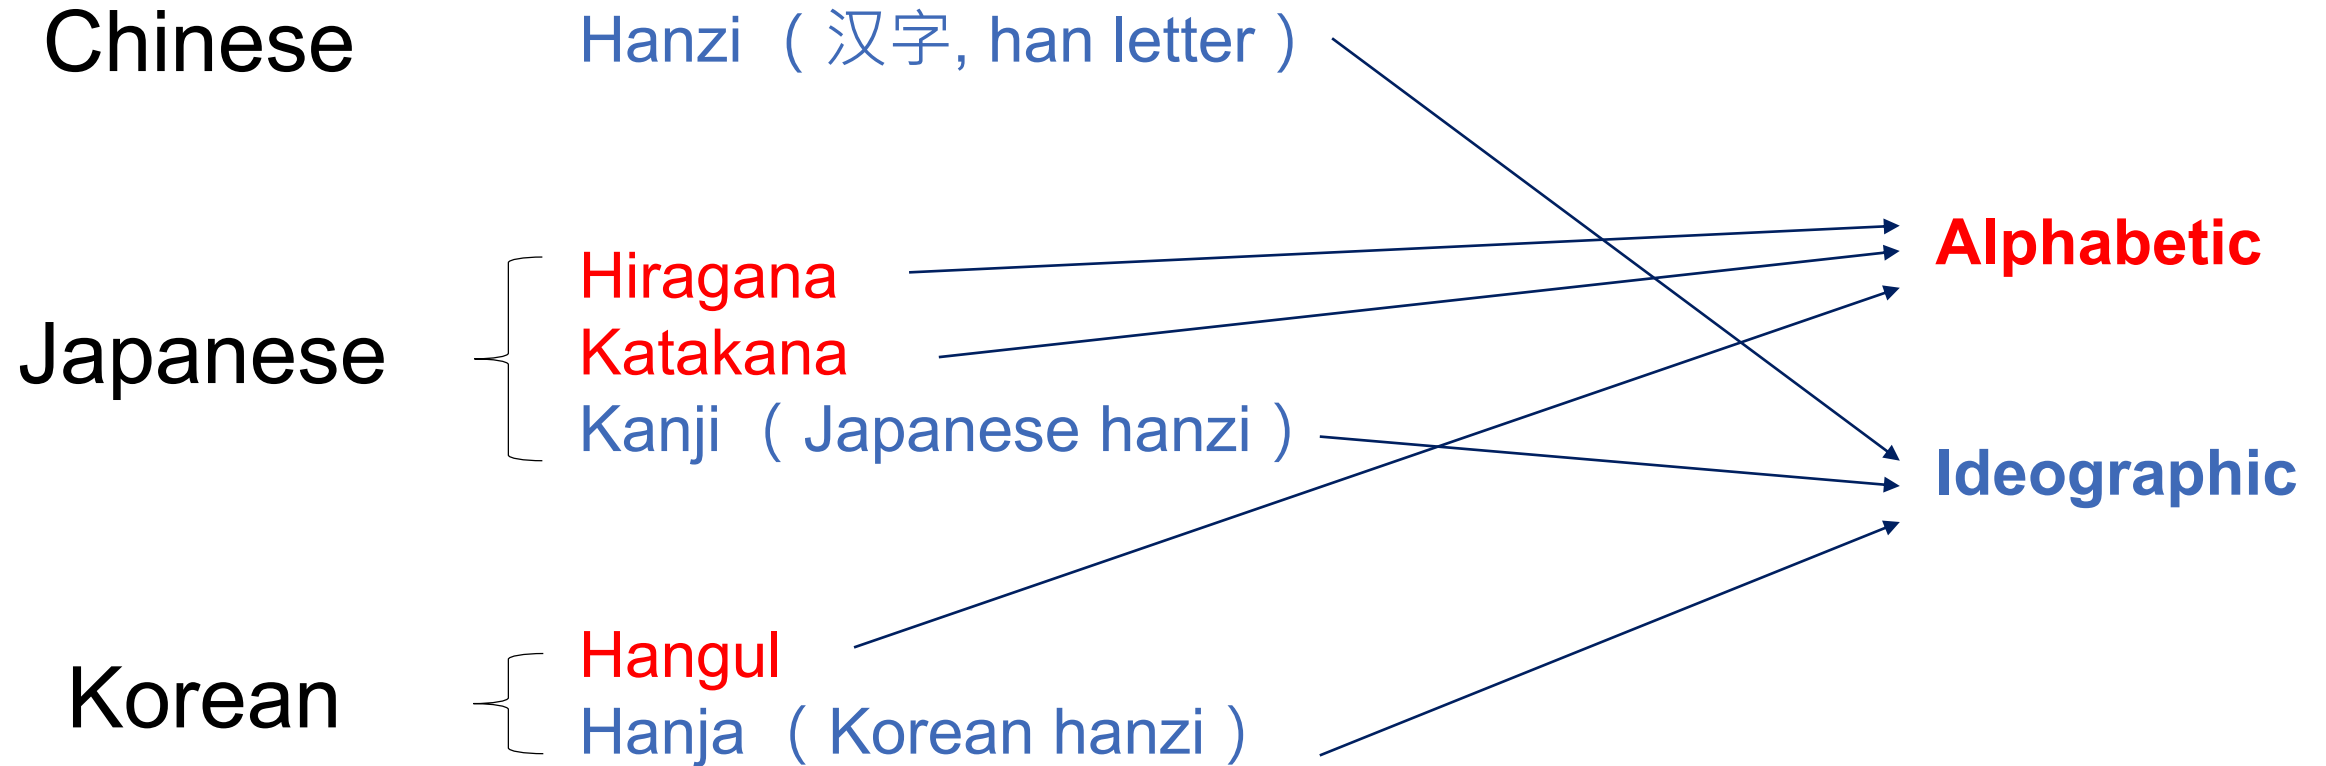 Chinese
Hanzi ( 汉字, han letter )
Japanese
Hiragana
Katakana
Kanji ( Japanese hanzi )
Korean
Hangul
Hanja ( Korean hanzi )
Alphabetic
Ideographic